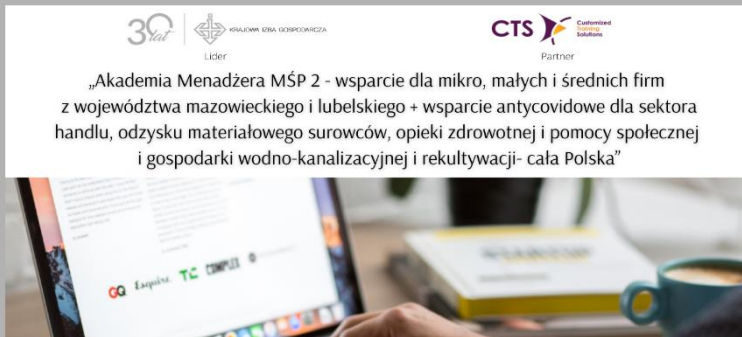 30 lat
KRAJOWA IZBA GOSPODARCZA
CTS
Customized
Training
Solutions
Lider
Partner
„Akademia Menadżera MŚP 2 - wsparcie dla mikro, małych i średnich firm
z województwa mazowieckiego i lubelskiego + wsparcie antycovidowe dla sektora
handlu, odzysku materiałowego surowców, opieki zdrowotnej i pomocy społecznej
i gospodarki wodno-kanalizacyjnej i rekultywacji- cała Polska”
GQ Esquire TC COMPLEX
STARTUP